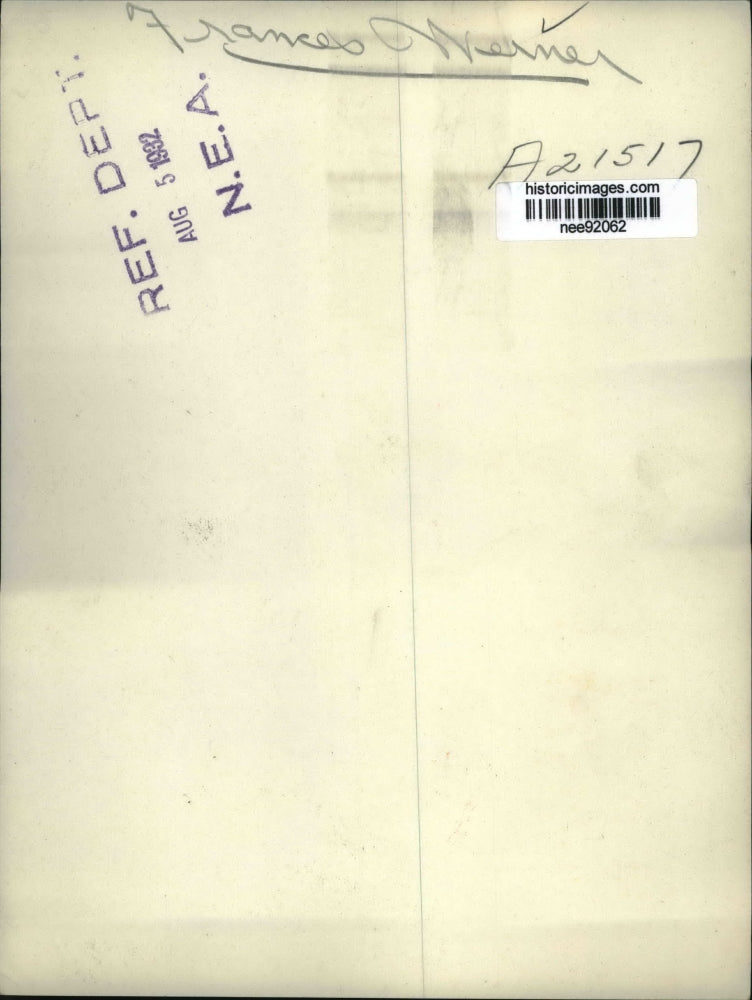 Frances Werner
REF. DEPT.
AUG 5 1932
N.E.A.
A21517
historicimages.com
nee92062